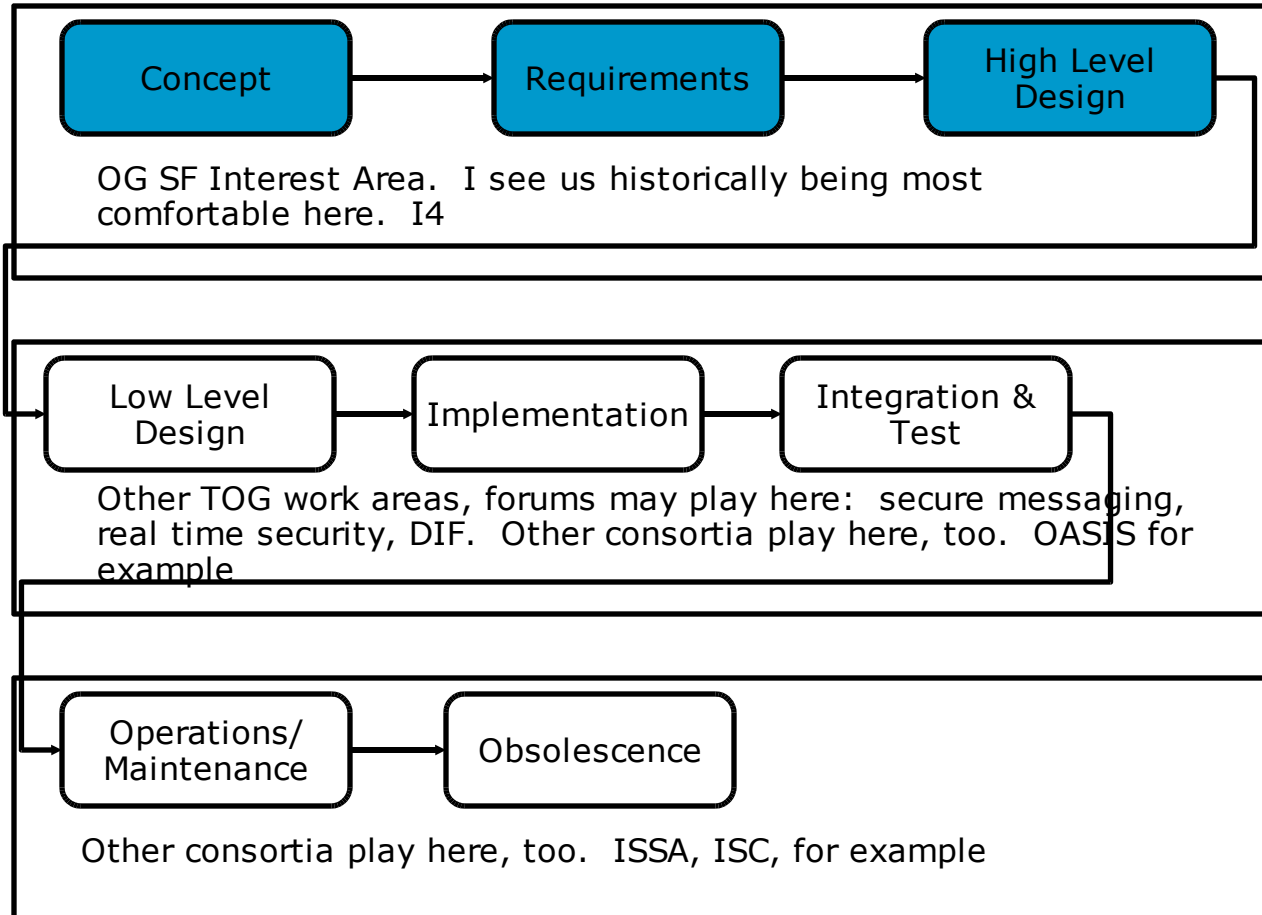 Concept
Requirements
High Level
Design
OG SF Interest Area.  I see us historically being most
comfortable here.  I4
Low Level
Design
Implementation
Integration &
Test
Other TOG work areas, forums may play here:  secure messaging,
real time security, DIF.  Other consortia play here, too.  OASIS for
example
Operations/
Maintenance
Obsolescence
Other consortia play here, too.  ISSA, ISC, for example